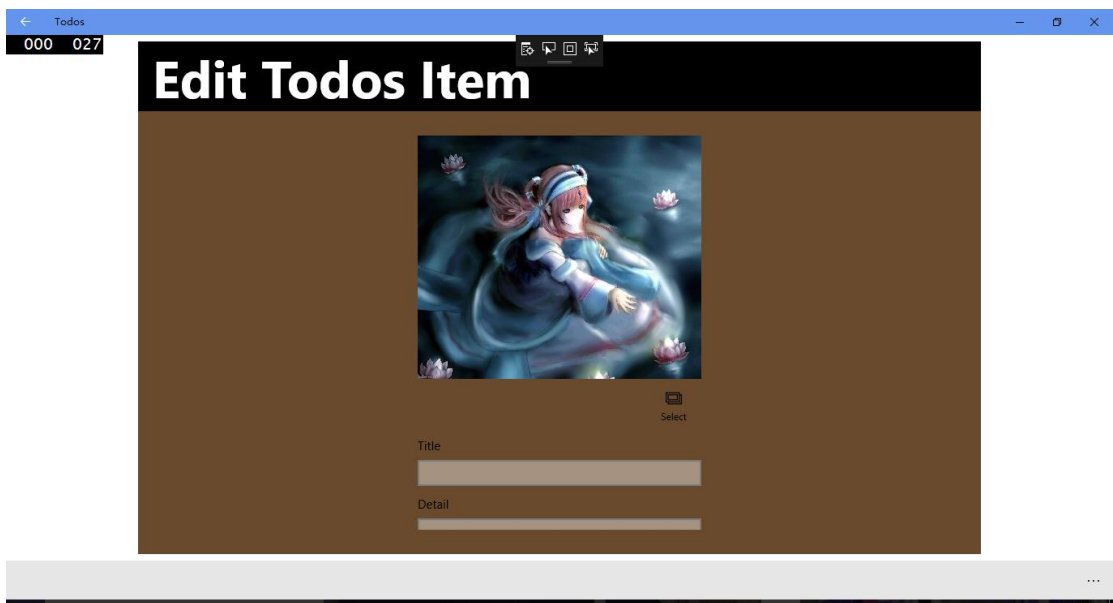 Todos
000 027
Edit Todos Item
Select
Title
Detail